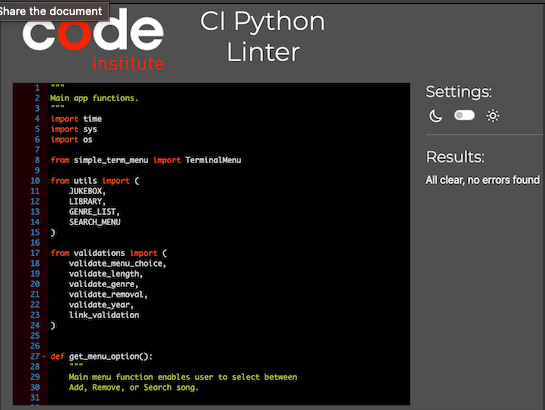 Share the document
code
institute
CI Python
Linter
1 """
2 Main app functions.
3 """
4 import time
5 import sys
6 import os
7
8 from simple_term_menu import TerminalMenu
9
10 from utils import (
11 JUKEBOX,
12 LIBRARY,
13 GENRE_LIST,
14 SEARCH_MENU
15 )
16
17 from validations import (
18 validate_menu_choice,
19 validate_length,
20 validate_genre,
21 validate_removal,
22 validate_year,
23 link_validation
24 )
25
26
27 def get_menu_option():
28 """
29 Main menu function enables user to select between
30 Add, Remove, or Search song.
31
Settings:
Results:
All clear, no errors found